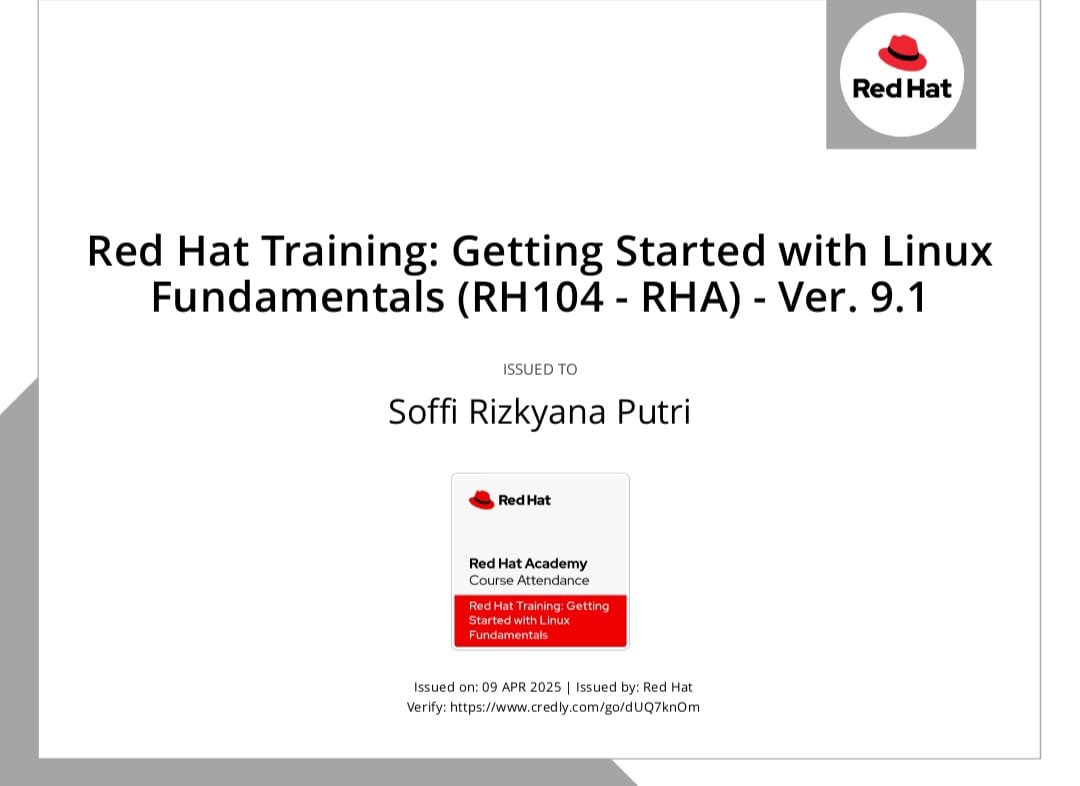 Red Hat
Red Hat Training: Getting Started with Linux
Fundamentals (RH104 - RHA) - Ver. 9.1
ISSUED TO
Soffi Rizkyana Putri
Red Hat
Red Hat Academy
Course Attendance
Red Hat Training: Getting
Started with Linux
Fundamentals
Issued on: 09 APR 2025 | Issued by: Red Hat
Verify: https://www.credly.com/go/dUQ7knOm